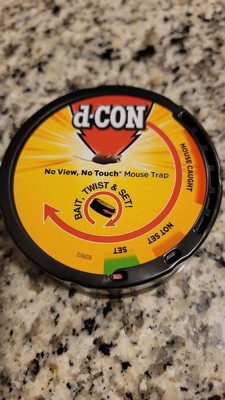 d-CON
No View, No Touch® Mouse Trap
BAIT, TWIST & SET!
MOUSE CAUGHT
NOT SET
SET